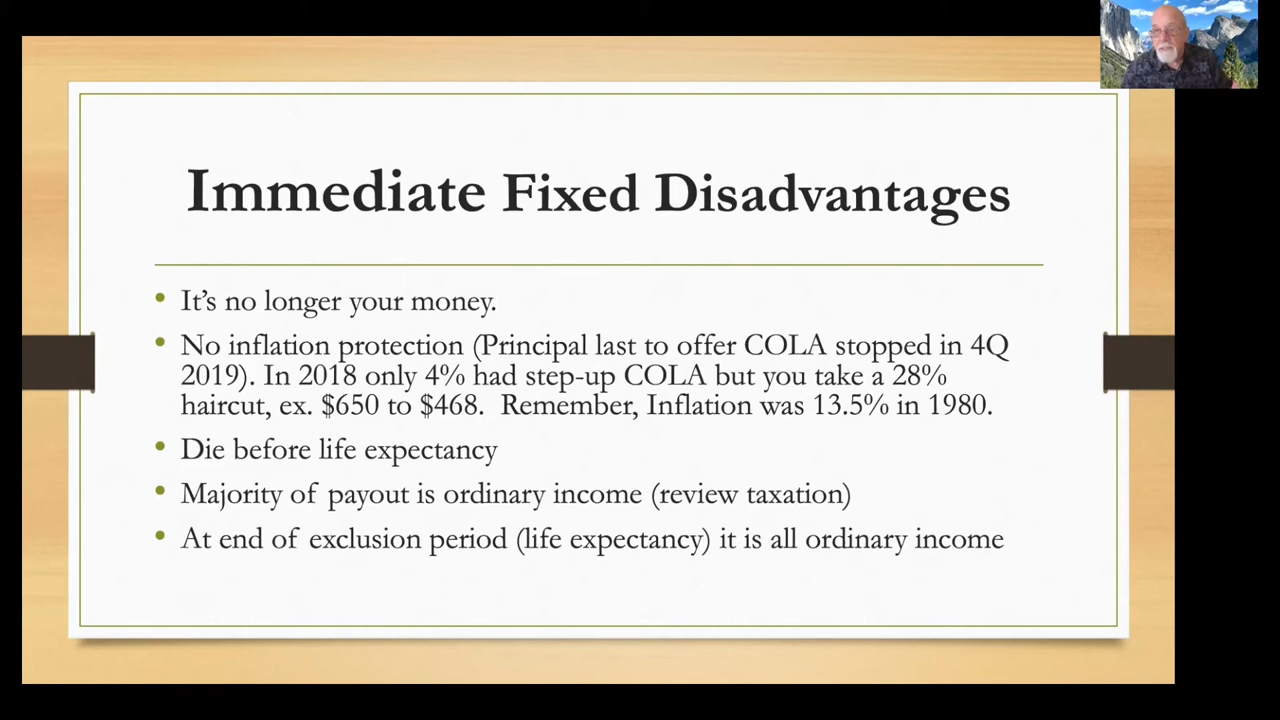 Immediate Fixed Disadvantages
• It’s no longer your money.
• No inflation protection (Principal last to offer COLA stopped in 4Q
2019). In 2018 only 4% had step-up COLA but you take a 28%
haircut, ex. $650 to $468.  Remember, Inflation was 13.5% in 1980.
• Die before life expectancy
• Majority of payout is ordinary income (review taxation)
• At end of exclusion period (life expectancy) it is all ordinary income